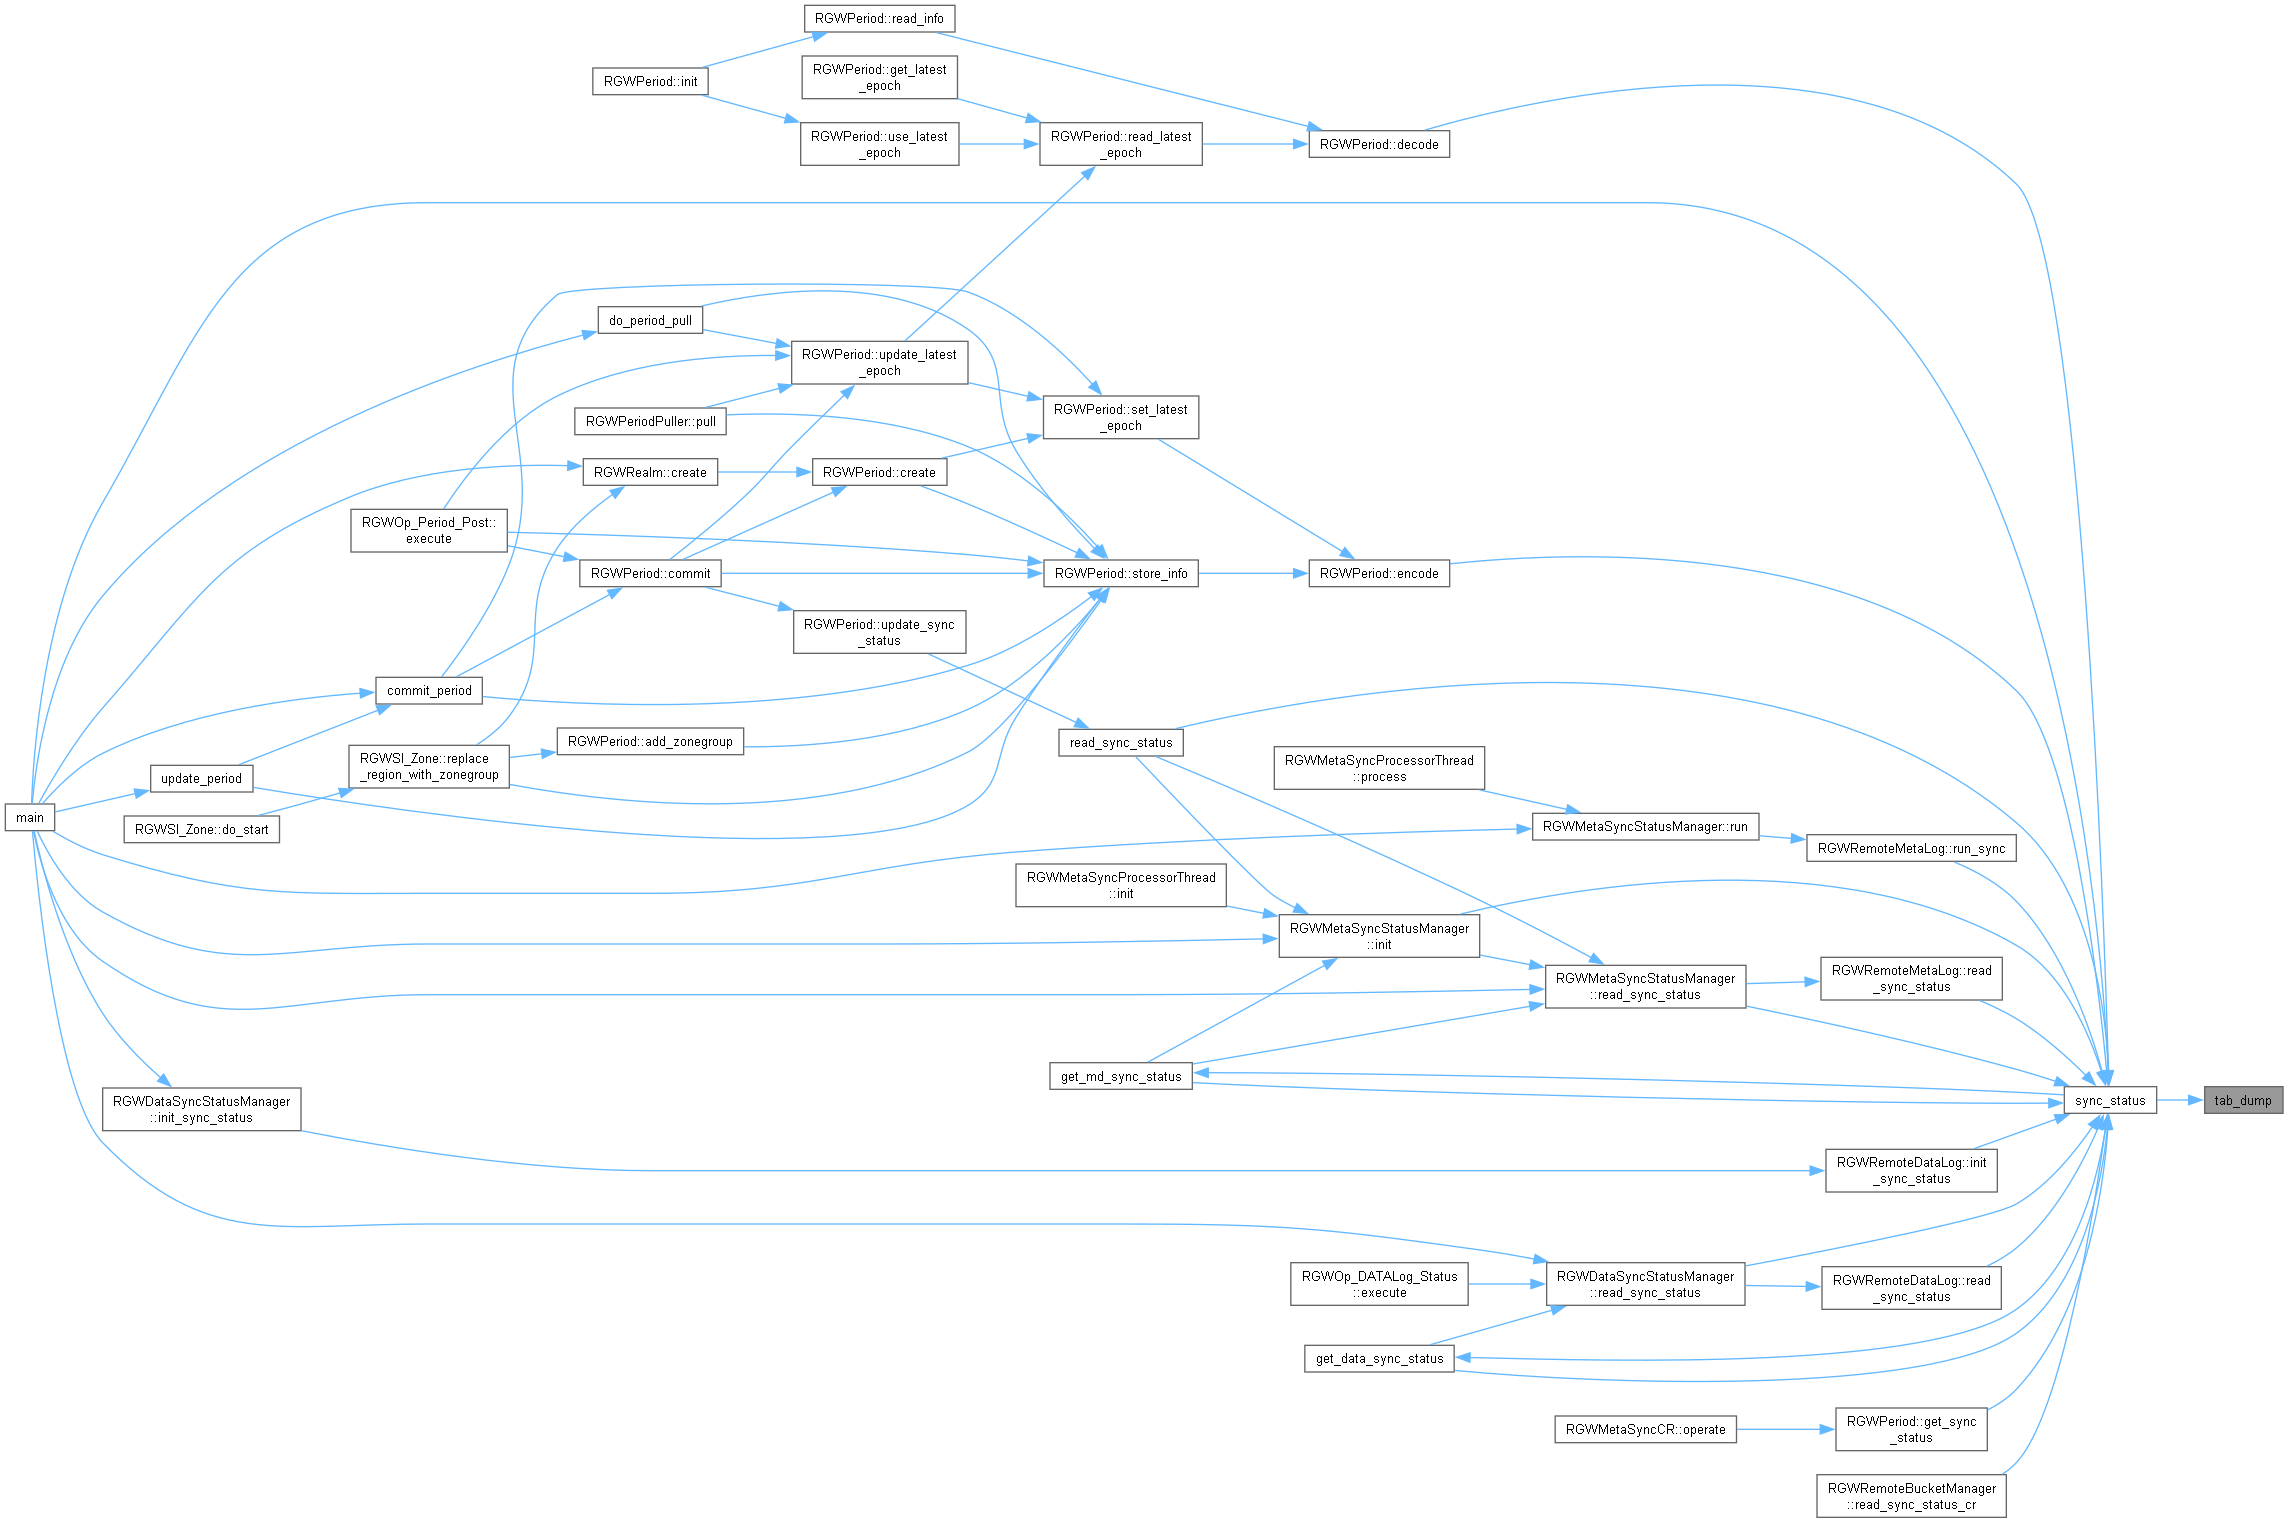 RGWPeriod::read_info
RGWPeriod::get_latest
_epoch
RGWPeriod::init
RGWPeriod::use_latest
_epoch
RGWPeriod::read_latest
_epoch
RGWPeriod::decode
do_period_pull
RGWPeriod::update_latest
_epoch
RGWPeriodPuller::pull
RGWPeriod::set_latest
_epoch
RGWRealm::create
RGWPeriod::create
RGWOp_Period_Post::
execute
RGWPeriod::commit
RGWPeriod::store_info
RGWPeriod::encode
RGWPeriod::update_sync
_status
commit_period
RGWPeriod::add_zonegroup
read_sync_status
RGWSI_Zone::replace
_region_with_zonegroup
update_period
RGWMetaSyncProcessorThread
::process
main
RGWSI_Zone::do_start
RGWMetaSyncStatusManager::run
RGWRemoteMetaLog::run_sync
RGWMetaSyncProcessorThread
::init
RGWMetaSyncStatusManager
::init
RGWMetaSyncStatusManager
::read_sync_status
RGWRemoteMetaLog::read
_sync_status
get_md_sync_status
RGWDataSyncStatusManager
::init_sync_status
sync_status
tab_dump
RGWRemoteDataLog::init
_sync_status
RGWOp_DATALog_Status
::execute
RGWDataSyncStatusManager
::read_sync_status
RGWRemoteDataLog::read
_sync_status
get_data_sync_status
RGWMetaSyncCR::operate
RGWPeriod::get_sync
_status
RGWRemoteBucketManager
::read_sync_status_cr